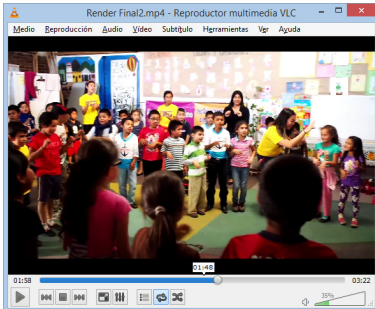 Render Final2.mp4 - Reproductor multimedia VLC
Medio Reproducción Audio Vídeo Subtítulo Herramientas Ver Ayuda
01:48
01:58 03:22
35%